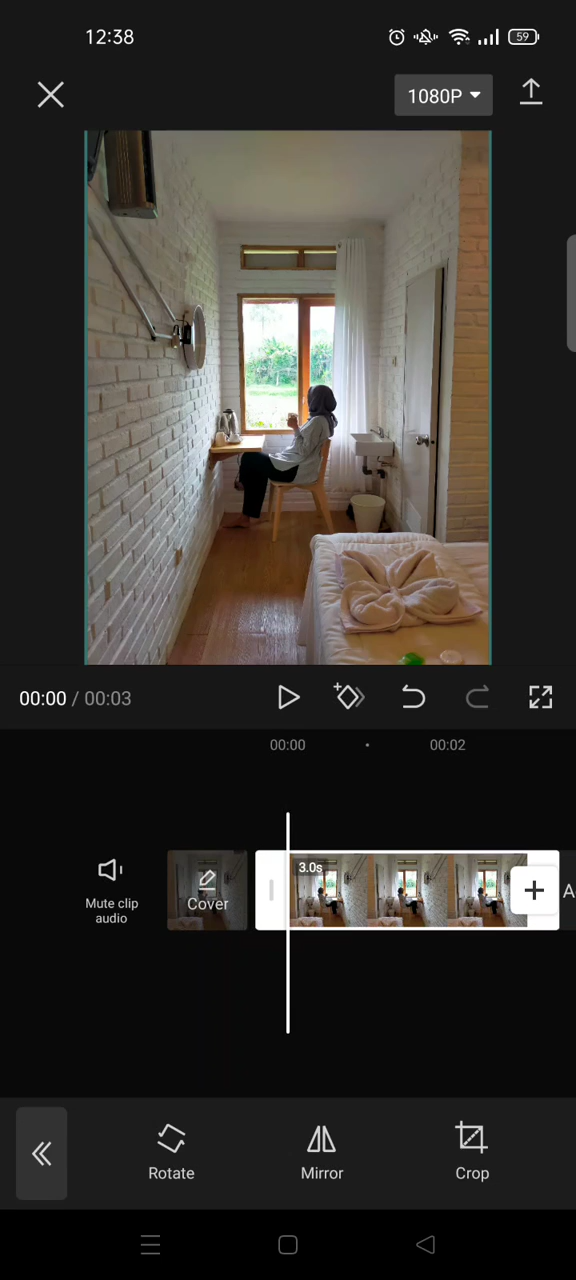 12:38
59
1080P
00:00 / 00:03
00:00
00:02
3.0s
Mute clip
audio
Cover
A
Rotate
Mirror
Crop